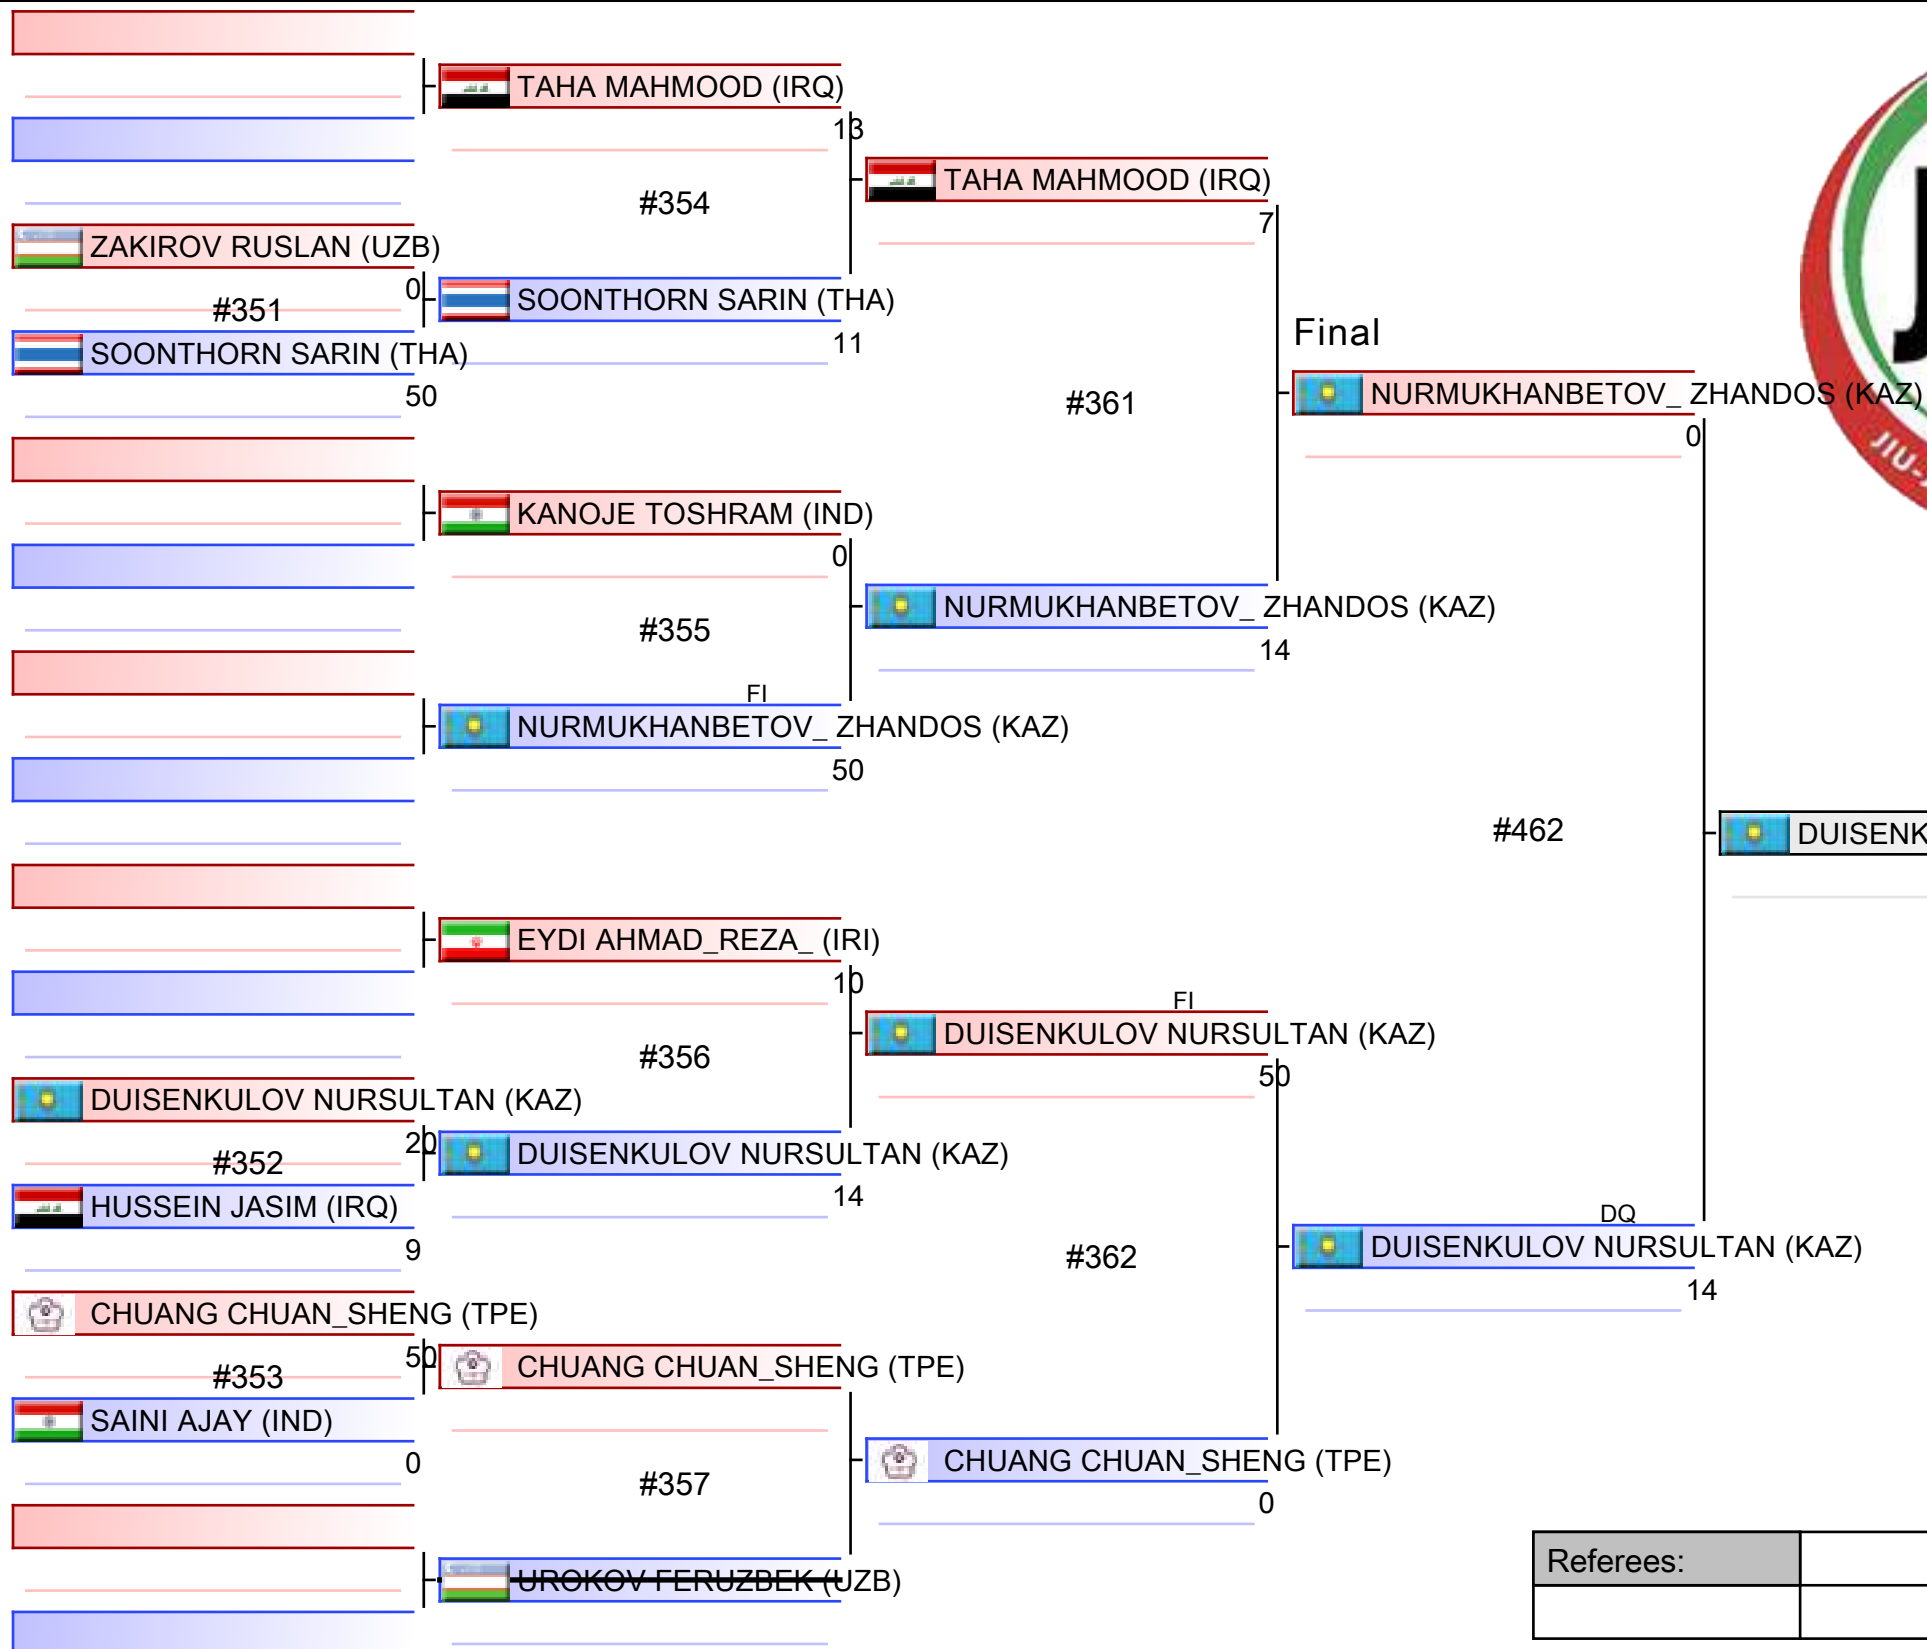 TAHA MAHMOOD (IRQ)
13
#354
ZAKIROV RUSLAN (UZB)
0
#351
SOONTHORN SARIN (THA)
50
SOONTHORN SARIN (THA)
11
TAHA MAHMOOD (IRQ)
7
#361
Final
NURMUKHANBETOV_ ZHANDOS (KAZ)
0
JIU-
KANOJE TOSHRAM (IND)
0
#355
FI
NURMUKHANBETOV_ ZHANDOS (KAZ)
50
NURMUKHANBETOV_ ZHANDOS (KAZ)
14
#462
DUISENK
EYDI AHMAD_REZA_ (IRI)
10
#356
DUISENKULOV NURSULTAN (KAZ)
20
#352
HUSSEIN JASIM (IRQ)
9
DUISENKULOV NURSULTAN (KAZ)
14
FI
DUISENKULOV NURSULTAN (KAZ)
50
#362
DQ
DUISENKULOV NURSULTAN (KAZ)
14
CHUANG CHUAN_SHENG (TPE)
50
#353
SAINI AJAY (IND)
0
CHUANG CHUAN_SHENG (TPE)
#357
UROKOV FERUZBEK (UZB)
CHUANG CHUAN_SHENG (TPE)
0
Referees: